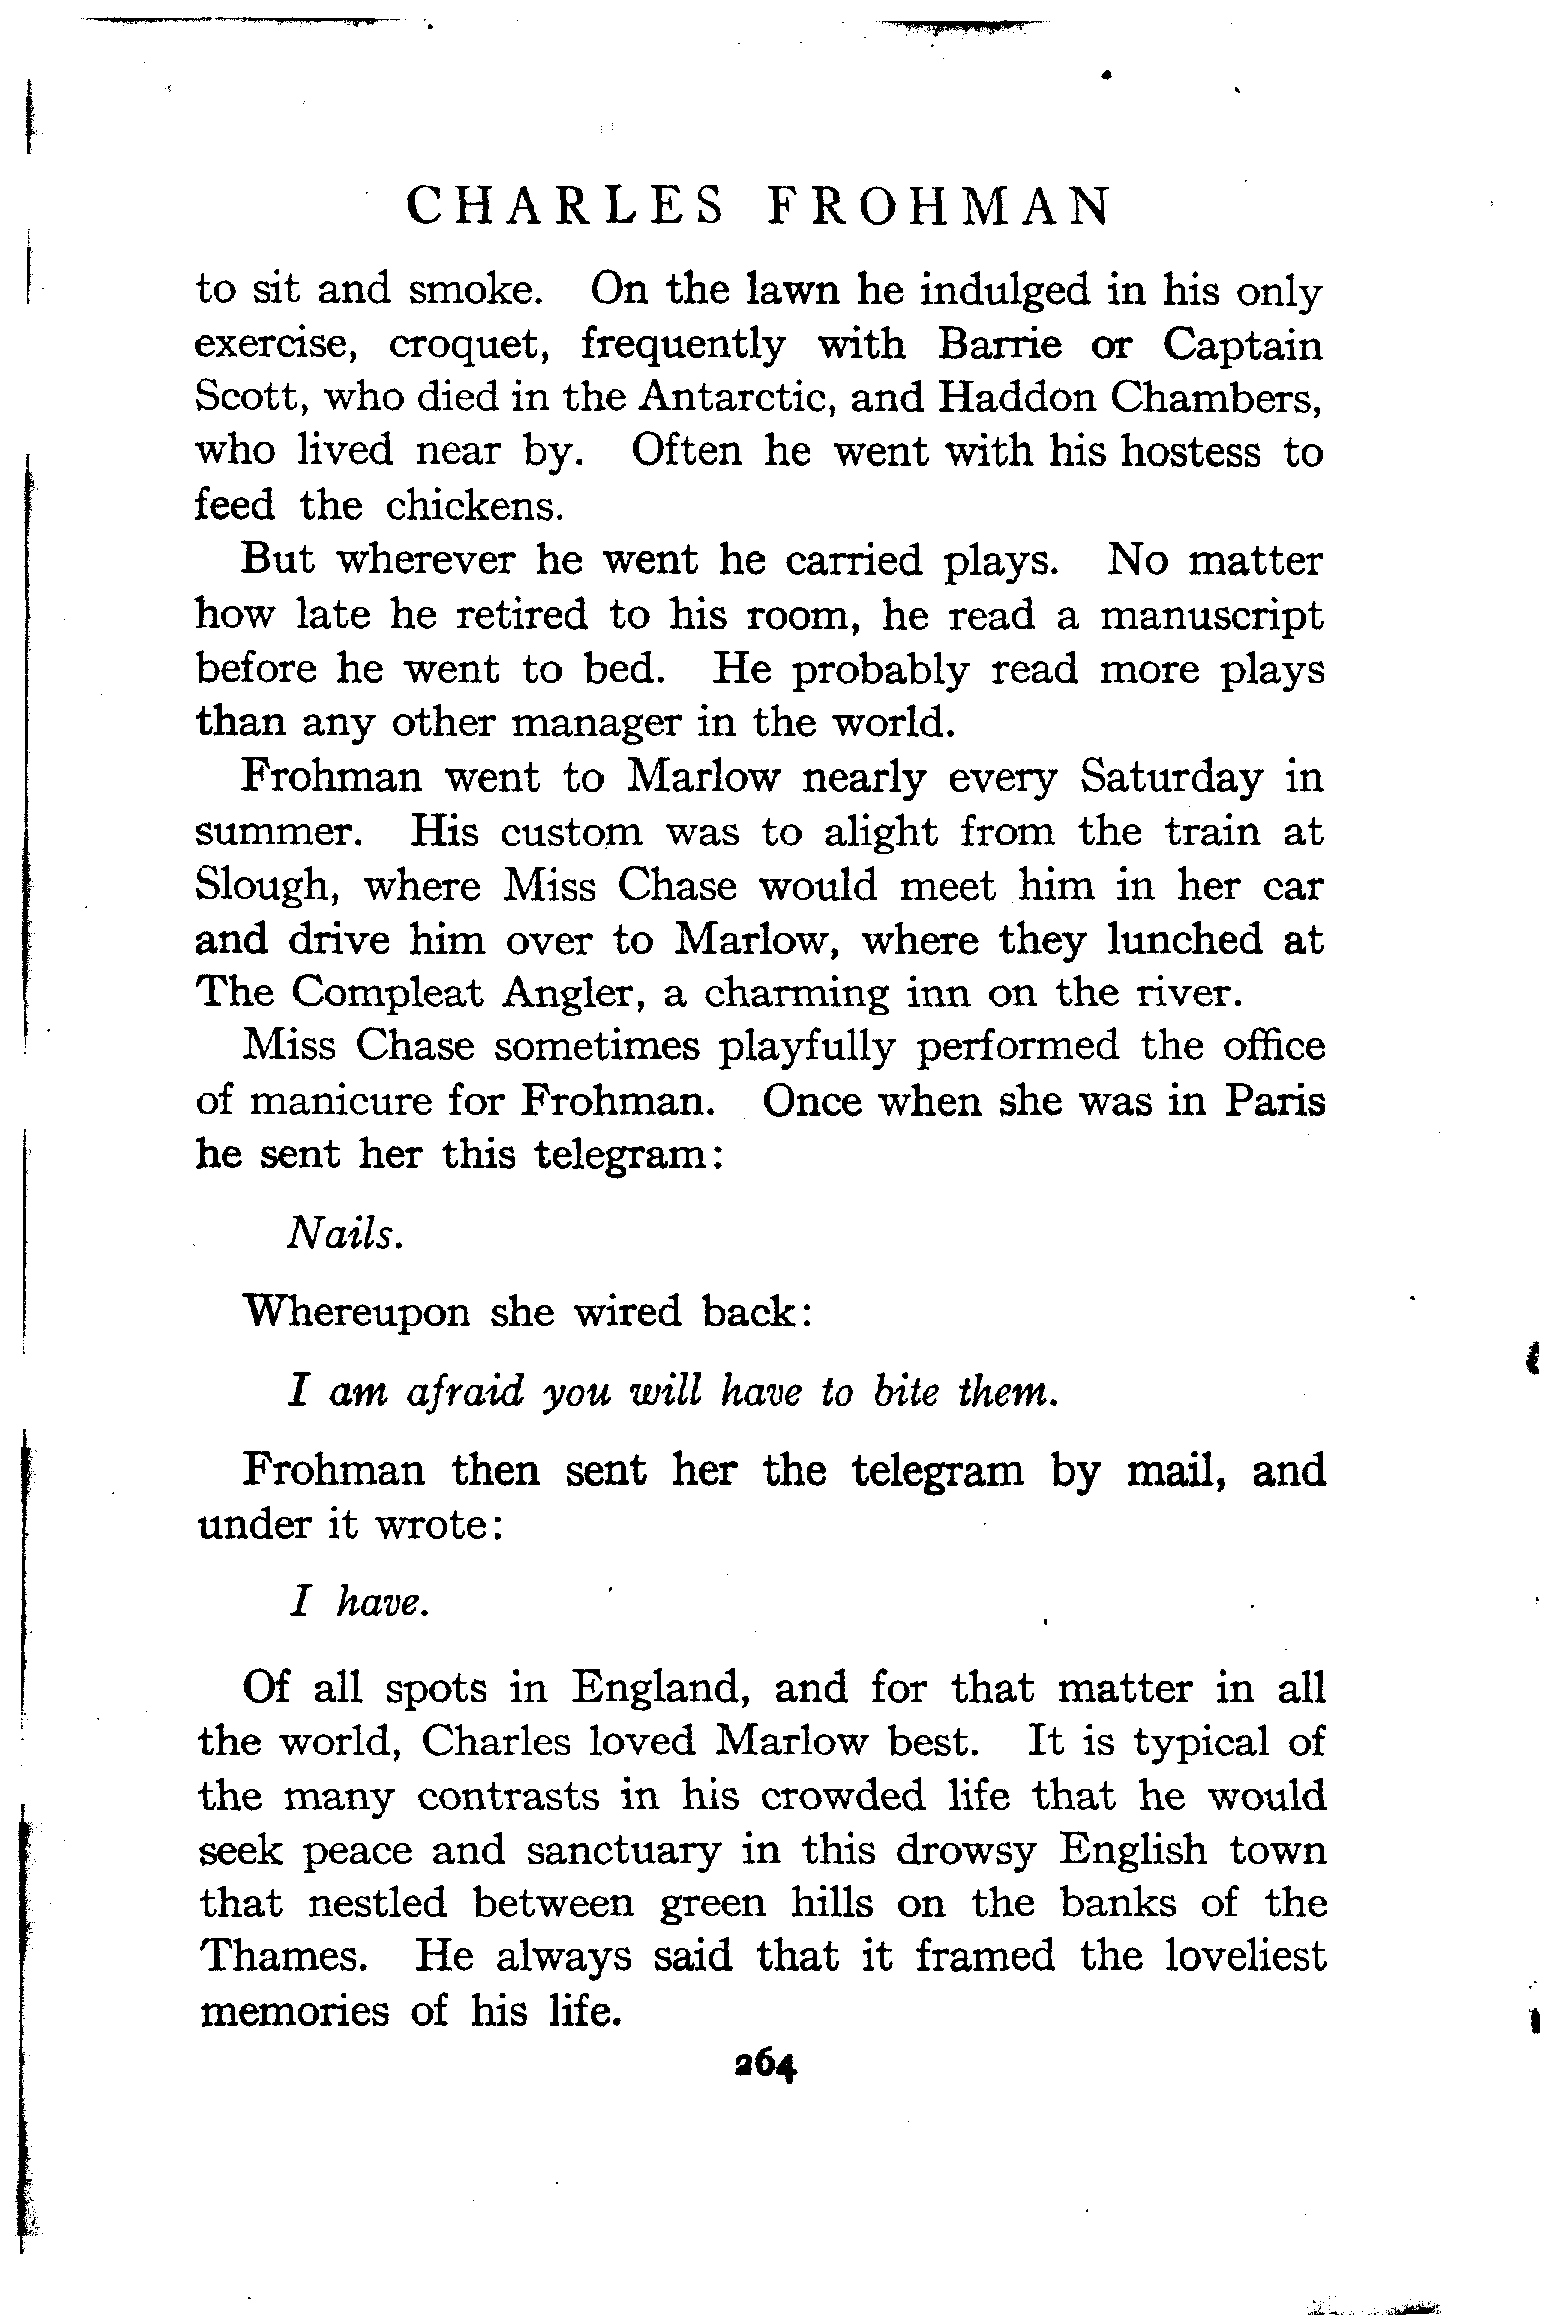 CHARLES FROHMAN
to sit and smoke. On the lawn he indulged in his only
exercise, croquet, frequently with Barrie or Captain
Scott, who died in the Antarctic, and Haddon Chambers,
who lived near by. Often he went with his hostess to
feed the chickens.
But wherever he went he carried plays. No matter
how late he retired to his room, he read a manuscript
before he went to bed. He probably read more plays
than any other manager in the world.
Frohman went to Marlow nearly every Saturday in
summer. His custom was to alight from the train at
Slough, where Miss Chase would meet him in her car
and drive him over to Marlow, where they lunched at
The Compleat Angler, a charming inn on the river.
Miss Chase sometimes playfully performed the office
of manicure for Frohman. Once when she was in Paris
he sent her this telegram:
Nails.
Whereupon she wired back:
I am afraid you will have to bite them.
Frohman then sent her the telegram by mail, and
under it wrote:
I have.
Of all spots in England, and for that matter in all
the world, Charles loved Marlow best. It is typical of
the many contrasts in his crowded life that he would
seek peace and sanctuary in this drowsy English town
that nestled between green hills on the banks of the
Thames. He always said that it framed the loveliest
memories of his life.
264